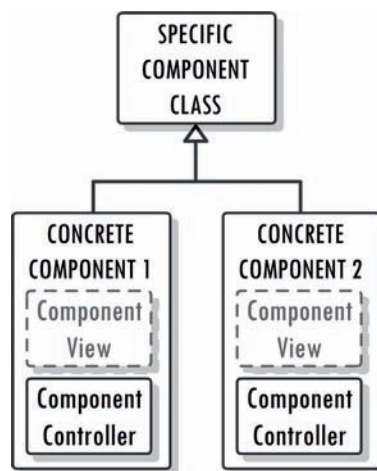 SPECIFIC
COMPONENT
CLASS
CONCRETE
COMPONENT 1
Component
View
Component
Controller
CONCRETE
COMPONENT 2
Component
View
Component
Controller